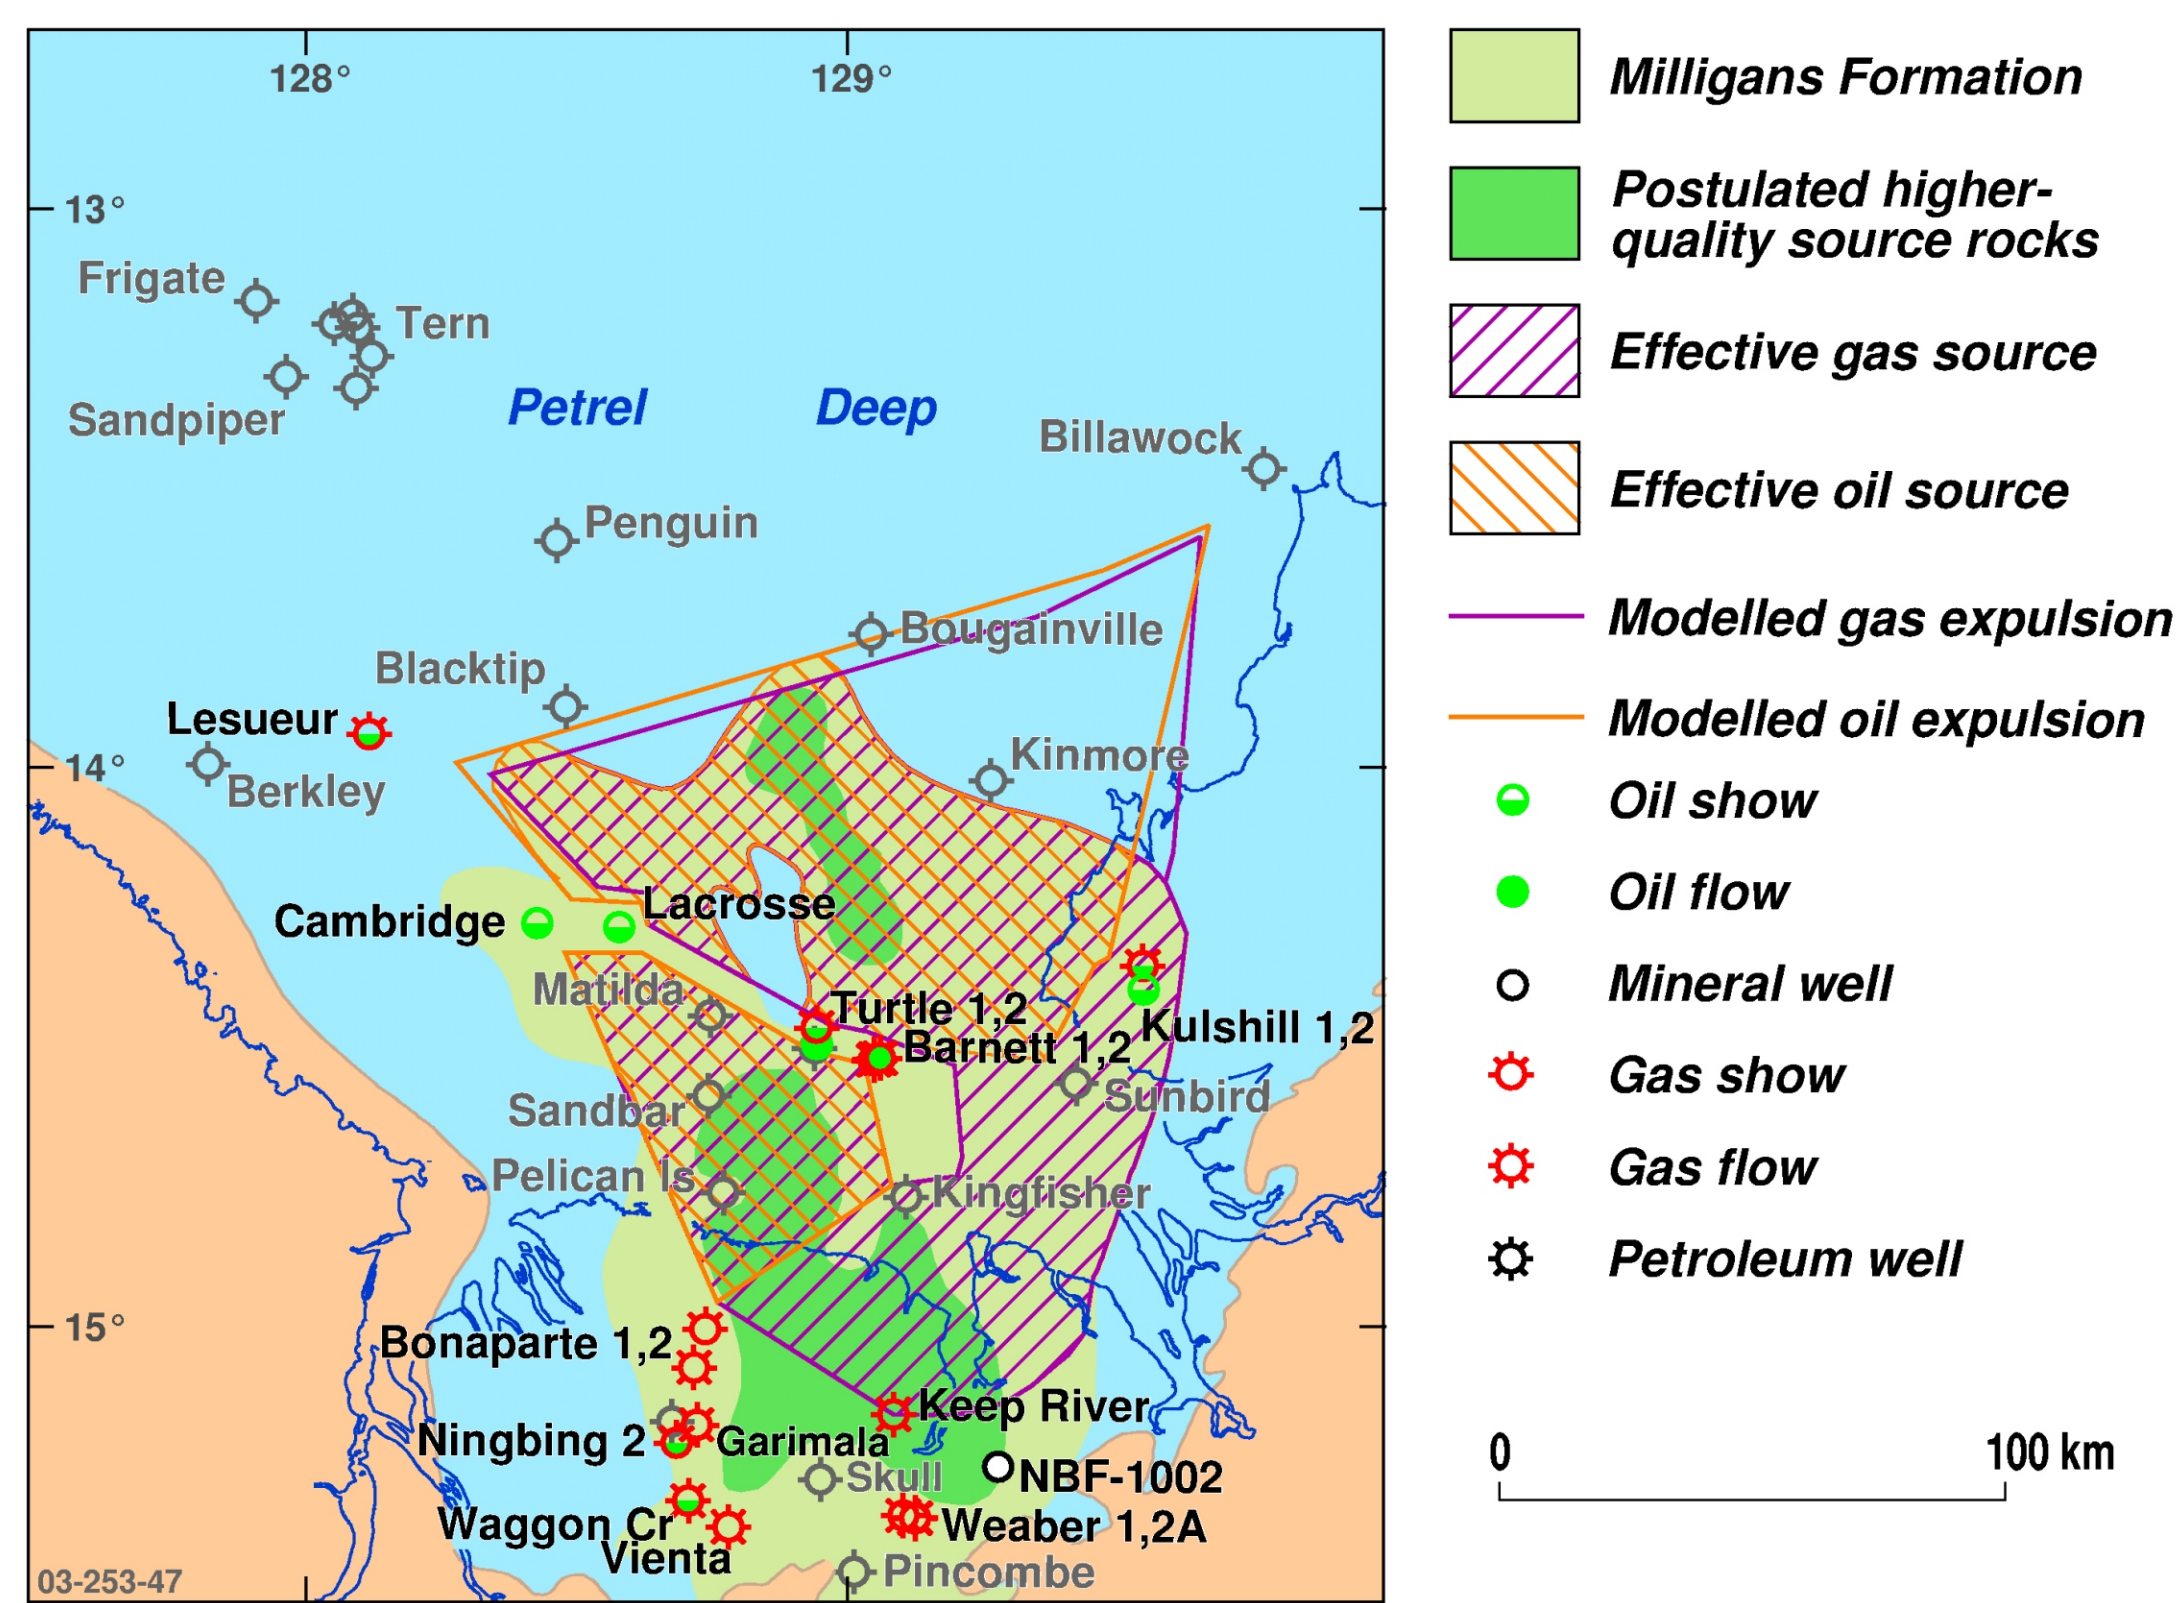 128°
129°
13°
Frigate
Tern
Sandpiper
Petrel Deep
Billawock
Penguin
Bougainville
Blacktip
Lesueur
Kinmore
14°
Berkley
Lacrosse
Cambridge
Matilda
Turtle 1,2
Kulshill 1,2
Barnett 1,2
Sunbird
Sandbar
Pelican Is
Kingfisher
15°
Bonaparte 1,2
Keep River
Ningbing 2
Garimala
Skull
NBF-1002
Waggon Cr
Weaber 1,2A
Vienta
Pincombe
03-253-47
Milligans Formation
Postulated higher-
quality source rocks
Effective gas source
Effective oil source
Modelled gas expulsion
Modelled oil expulsion
Oil show
Oil flow
Mineral well
Gas show
Gas flow
Petroleum well
0
100 km